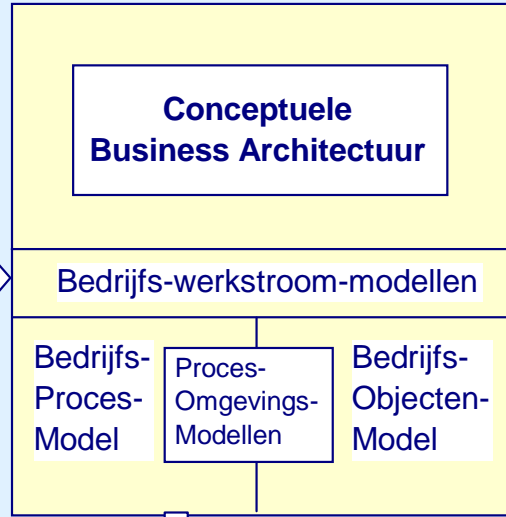 Conceptuele
Business Architectuur
Bedrijfs-werkstroom-modellen
Bedrijfs-
Proces-
Model
Proces-
Omgevings-
Modellen
Bedrijfs-
Objecten-
Model